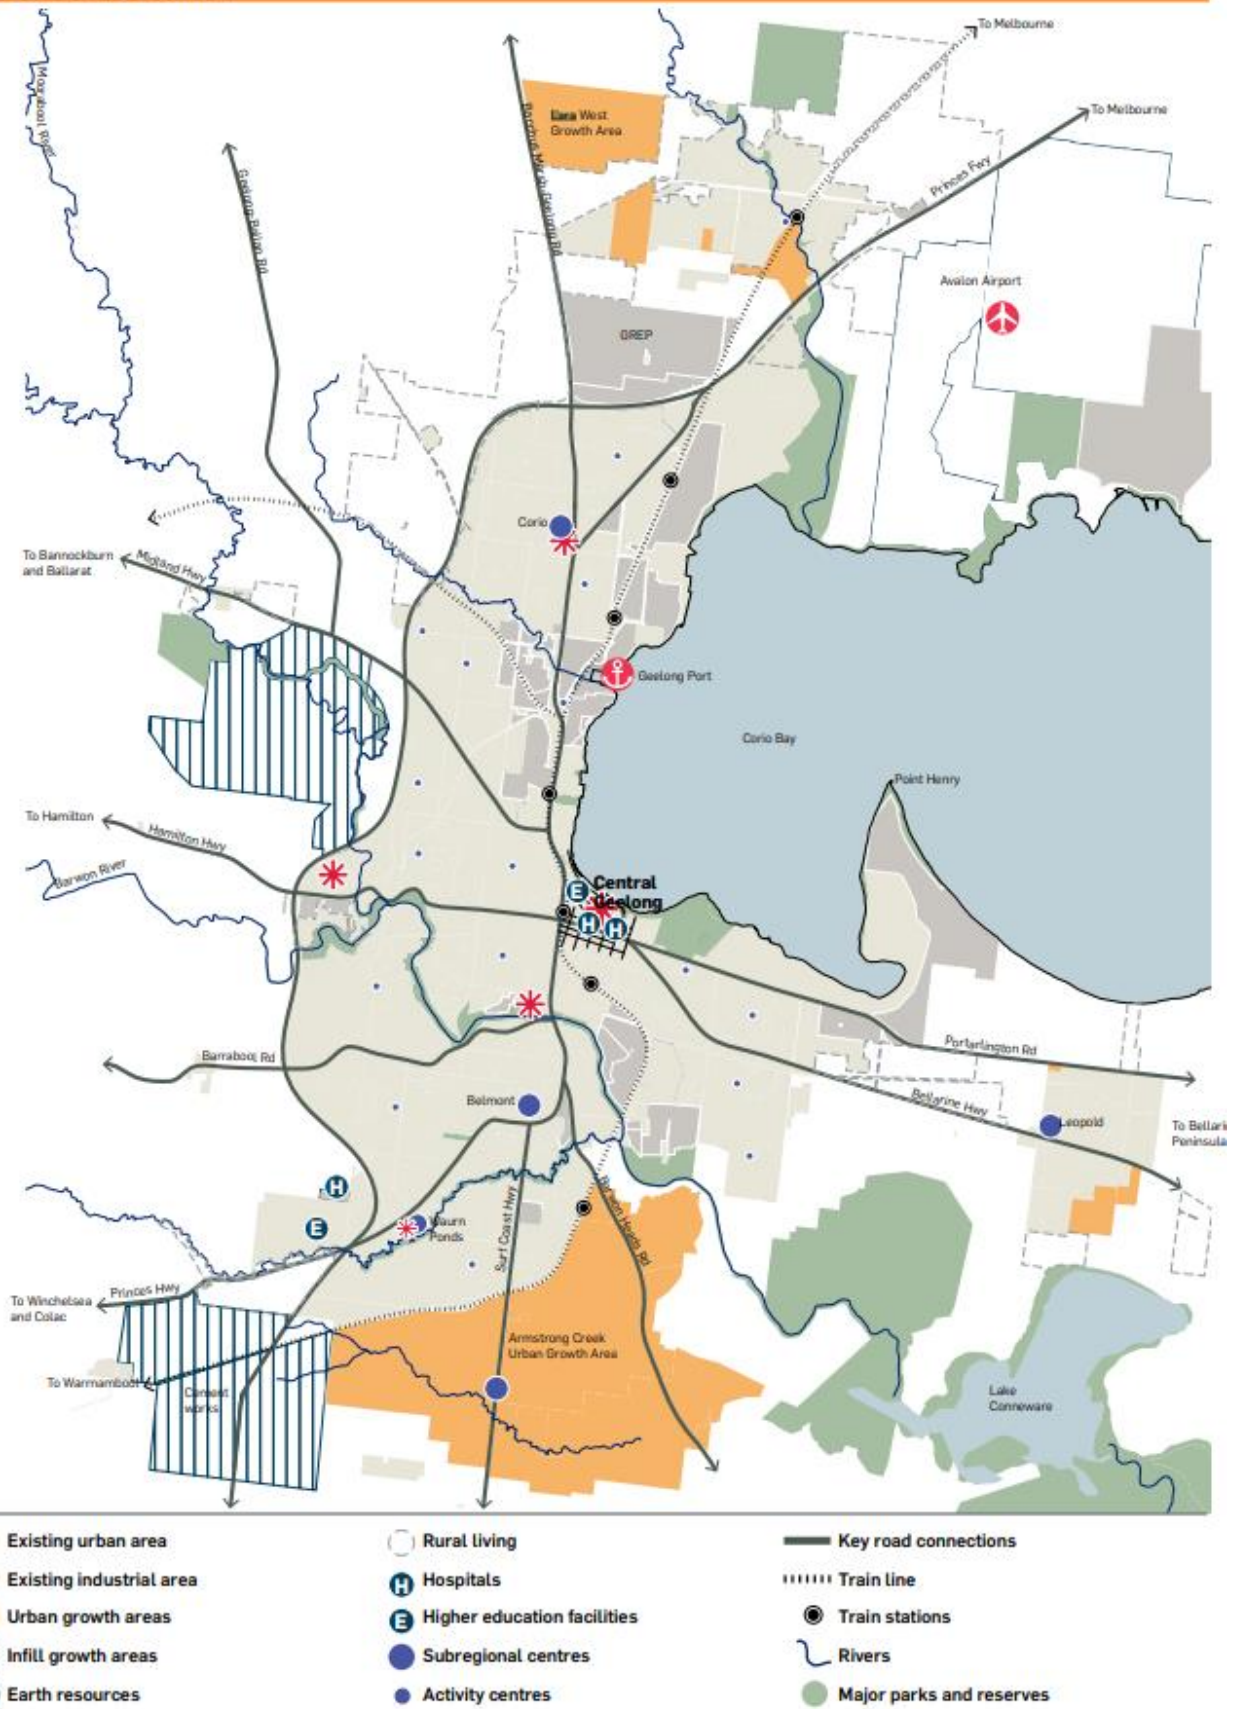 To Melbourne
To Melbourne
Moorabool River
Bacchus Marsh Geelong Rd
Lara West
Growth Area
Princes Fwy
Geelong Ballan Rd
Avalon Airport
GREP
Corio
To Bannockburn
and Ballarat
Midland Hwy
Geelong Port
Corio Bay
Point Henry
To Hamilton
Hamilton Hwy
Barwon River
E
Central
Geelong
H
H
Barrabool Rd
Portarlington Rd
Bellarine Hwy
Belmont
Leopold
To Bellari
Peninsula
H
E
Waurn
Ponds
Surf Coast Hwy
Barwon Heads Rd
Princes Hwy
To Winchelsea
and Colac
Armstrong Creek
Urban Growth Area
To Warrnambool
Cement
works
Lake
Conneware
Existing urban area
Rural living
Key road connections
Existing industrial area
H
Hospitals
Train line
Urban growth areas
E
Higher education facilities
Train stations
Infill growth areas
Subregional centres
Rivers
Earth resources
Activity centres
Major parks and reserves